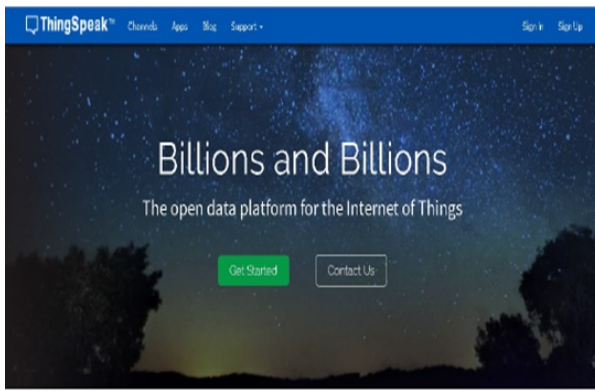 ThingSpeak™ Channels Apps Blog Support Sign In Sign Up
Billions and Billions
The open data platform for the Internet of Things
Get Started Contact Us